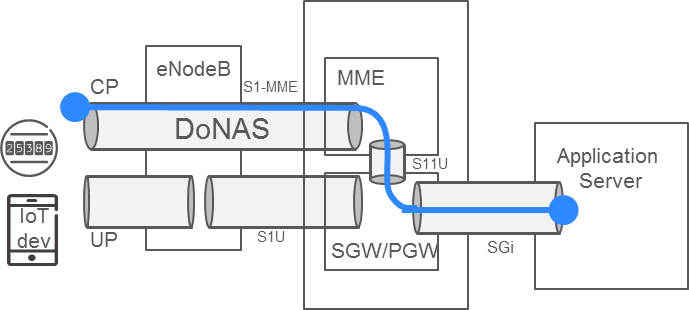 CP
eNodeB
S1-MME
MME
DoNAS
25389
S11U
Application
Server
IoT
dev
UP
S1U
SGW/PGW
SGi